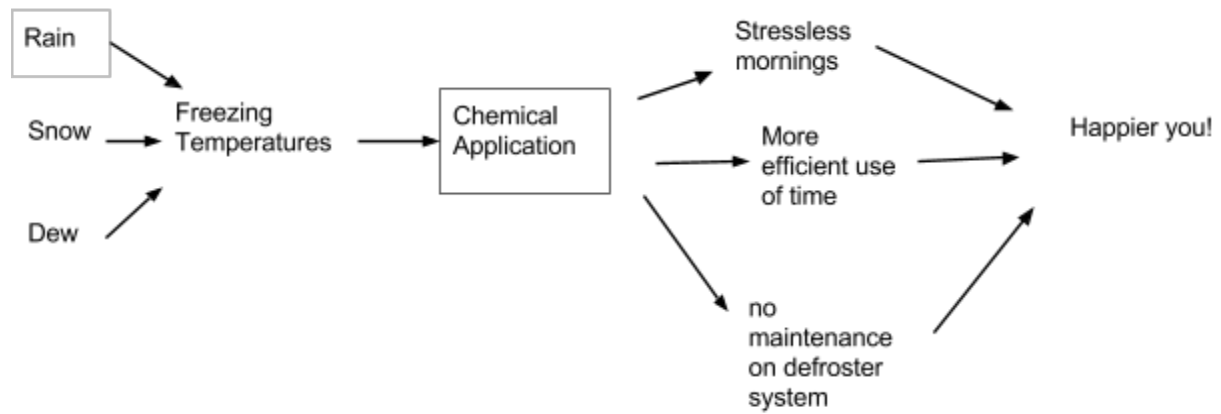 Rain
Snow
Dew
Freezing
Temperatures
Chemical
Application
Stressless
mornings
More
efficient use
of time
no
maintenance
on defroster
system
Happier you!